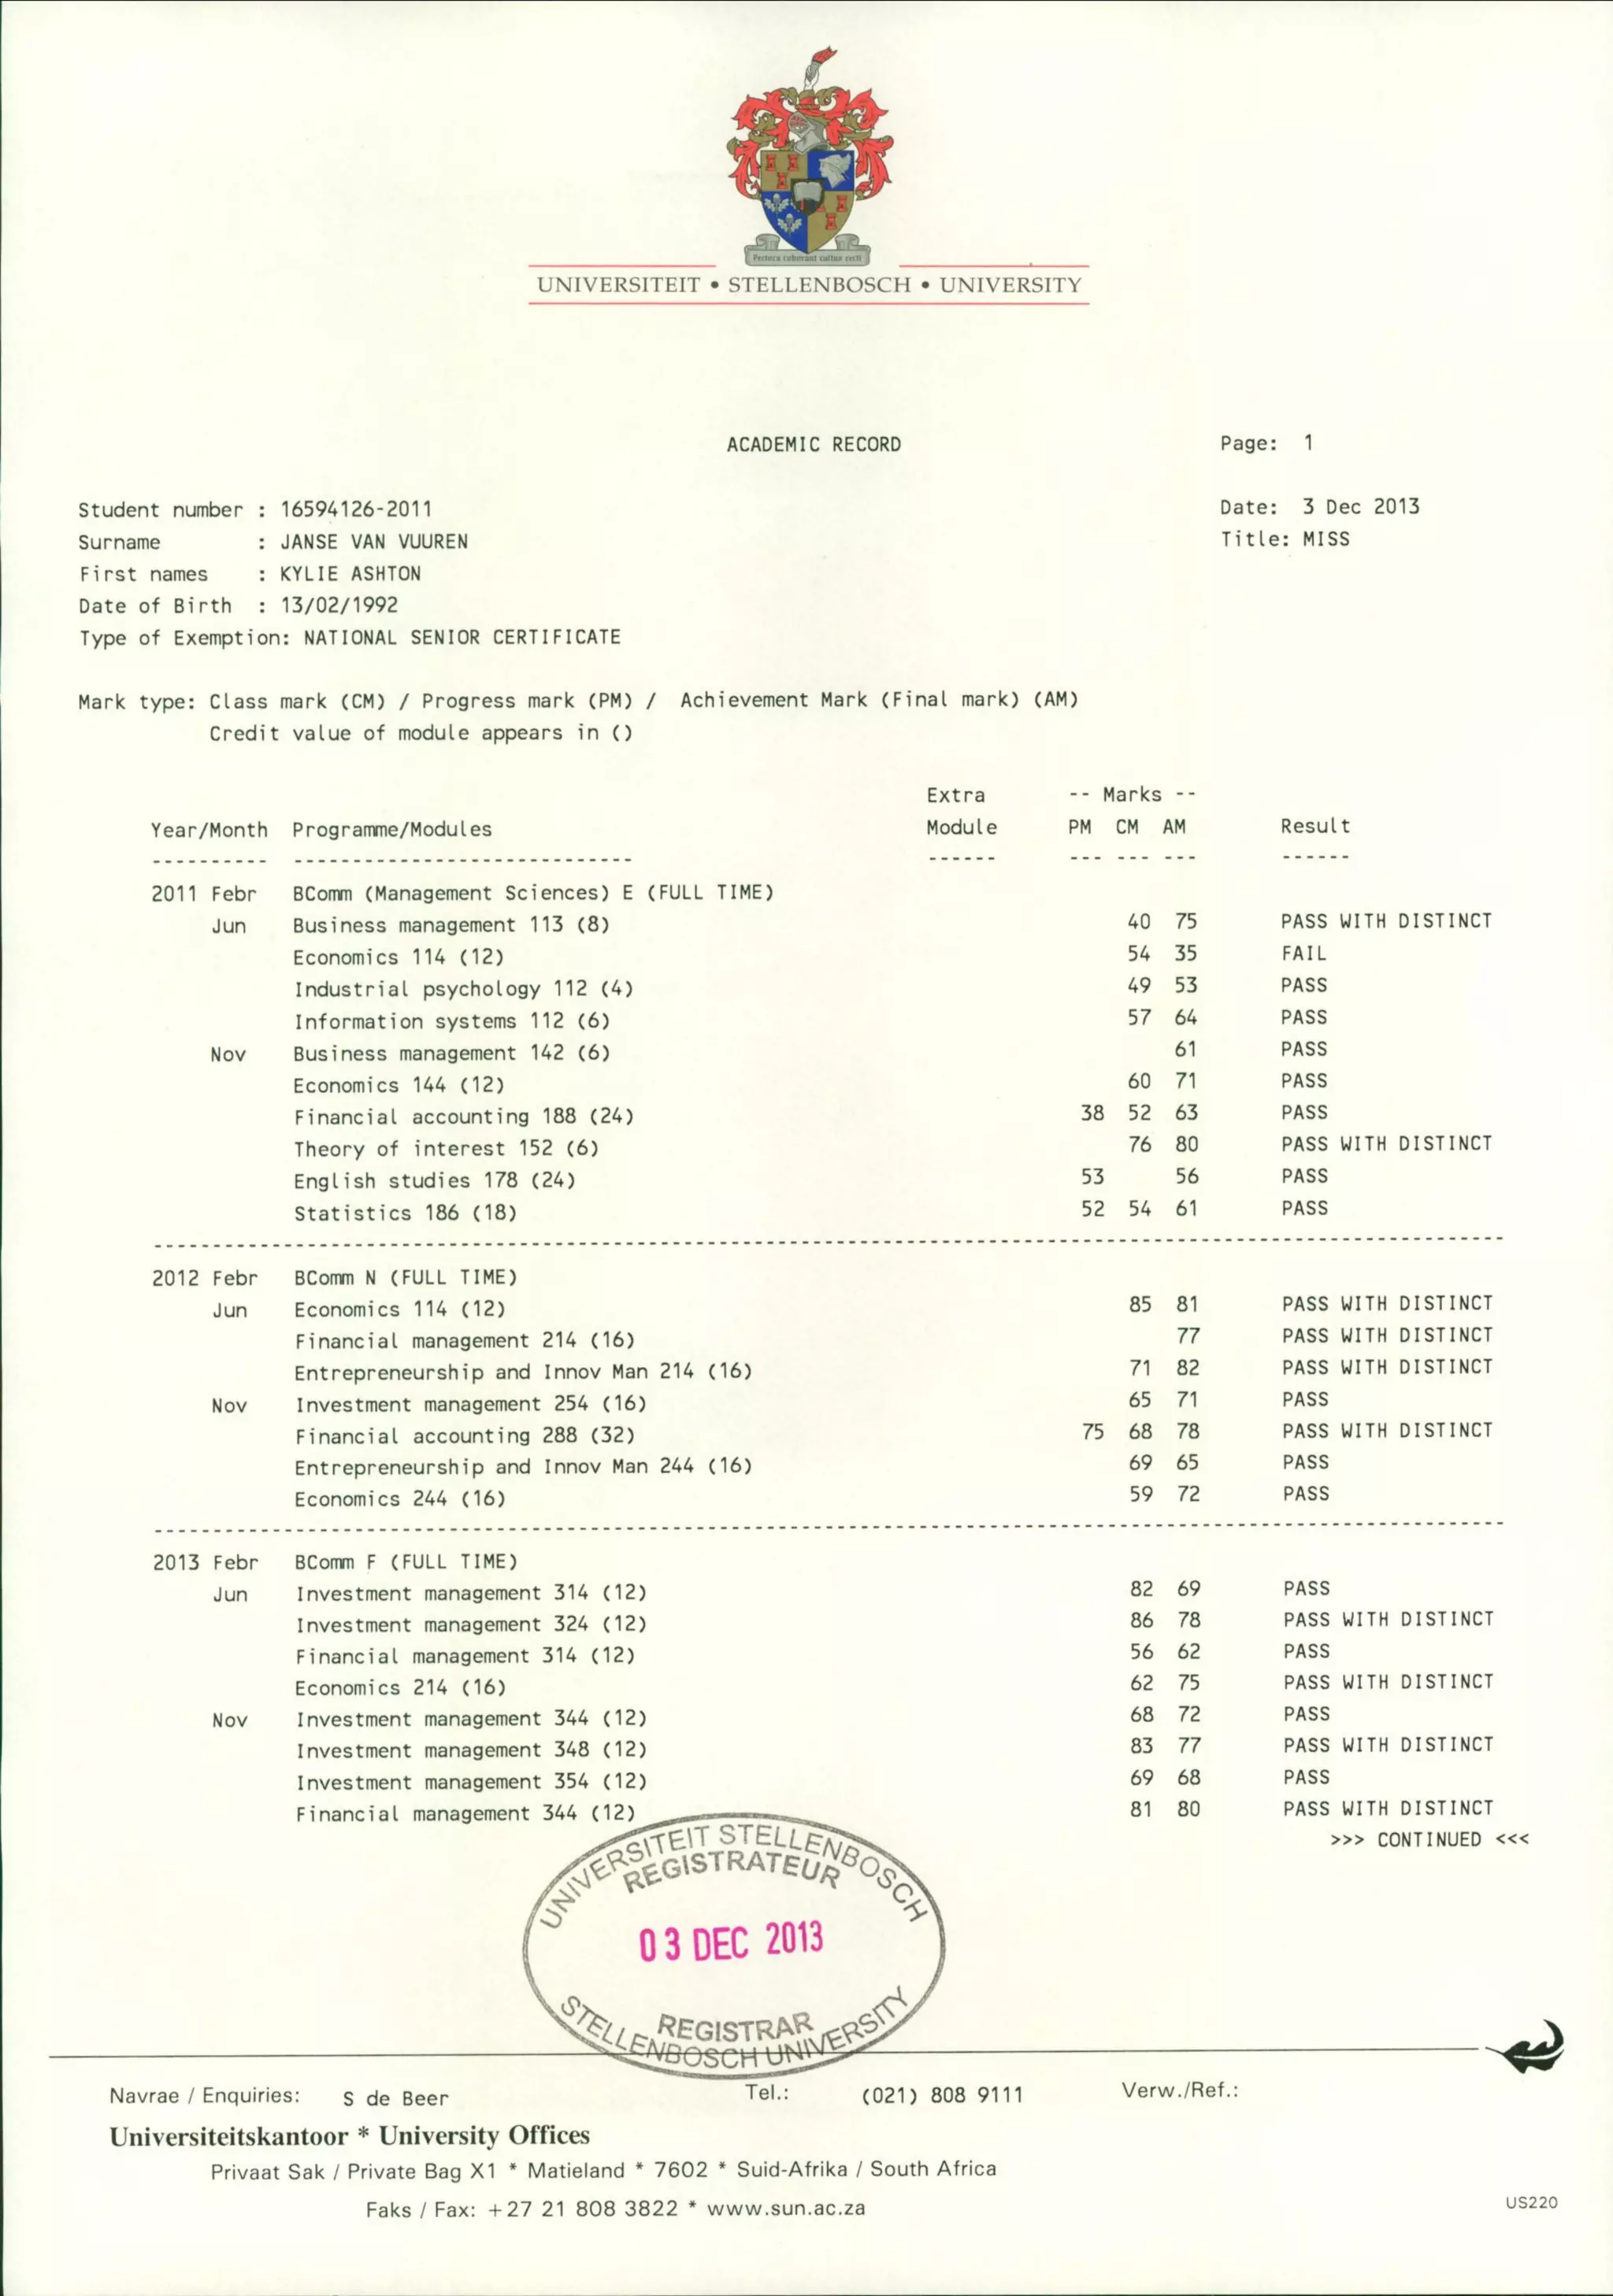 Pectora roborant cultus recti
UNIVERSITEIT • STELLENBOSCH • UNIVERSITY
ACADEMIC RECORD Page: 1
Student number : 16594126-2011 Date: 3 Dec 2013
Surname : JANSE VAN VUUREN Title: MISS
First names : KYLIE ASHTON
Date of Birth : 13/02/1992
Type of Exemption: NATIONAL SENIOR CERTIFICATE
Mark type: Class mark (CM) / Progress mark (PM) / Achievement Mark (Final mark) (AM)
Credit value of module appears in ()
Extra -- Marks --
Year/Month Programme/Modules Module PM CM AM Result
---------- ----------------------------- ------ --- --- --- ------
2011 Febr BComm (Management Sciences) E (FULL TIME)
Jun Business management 113 (8) 40 75 PASS WITH DISTINCT
Economics 114 (12) 54 35 FAIL
Industrial psychology 112 (4) 49 53 PASS
Information systems 112 (6) 57 64 PASS
Nov Business management 142 (6) 61 PASS
Economics 144 (12) 60 71 PASS
Financial accounting 188 (24) 38 52 63 PASS
Theory of interest 152 (6) 76 80 PASS WITH DISTINCT
English studies 178 (24) 53 56 PASS
Statistics 186 (18) 52 54 61 PASS
2012 Febr BComm N (FULL TIME)
Jun Economics 114 (12) 85 81 PASS WITH DISTINCT
Financial management 214 (16) 77 PASS WITH DISTINCT
Entrepreneurship and Innov Man 214 (16) 71 82 PASS WITH DISTINCT
Nov Investment management 254 (16) 65 71 PASS
Financial accounting 288 (32) 75 68 78 PASS WITH DISTINCT
Entrepreneurship and Innov Man 244 (16) 69 65 PASS
Economics 244 (16) 59 72 PASS
2013 Febr BComm F (FULL TIME)
Jun Investment management 314 (12) 82 69 PASS
Investment management 324 (12) 86 78 PASS WITH DISTINCT
Financial management 314 (12) 56 62 PASS
Economics 214 (16) 62 75 PASS WITH DISTINCT
Nov Investment management 344 (12) 68 72 PASS
Investment management 348 (12) 83 77 PASS WITH DISTINCT
Investment management 354 (12) 69 68 PASS
Financial management 344 (12) 81 80 PASS WITH DISTINCT
>>> CONTINUED <<<
UNIVERSITEIT STELLENBOSCH
REGISTRATEUR
03 DEC 2013
REGISTRAR
STELLENBOSCH UNIVERSITY
Navrae / Enquiries: S de Beer Tel.: (021) 808 9111 Verw./Ref.:
Universiteitskantoor * University Offices
Privaat Sak / Private Bag X1 * Matieland * 7602 * Suid-Afrika / South Africa
Faks / Fax: +27 21 808 3822 * www.sun.ac.za
US220